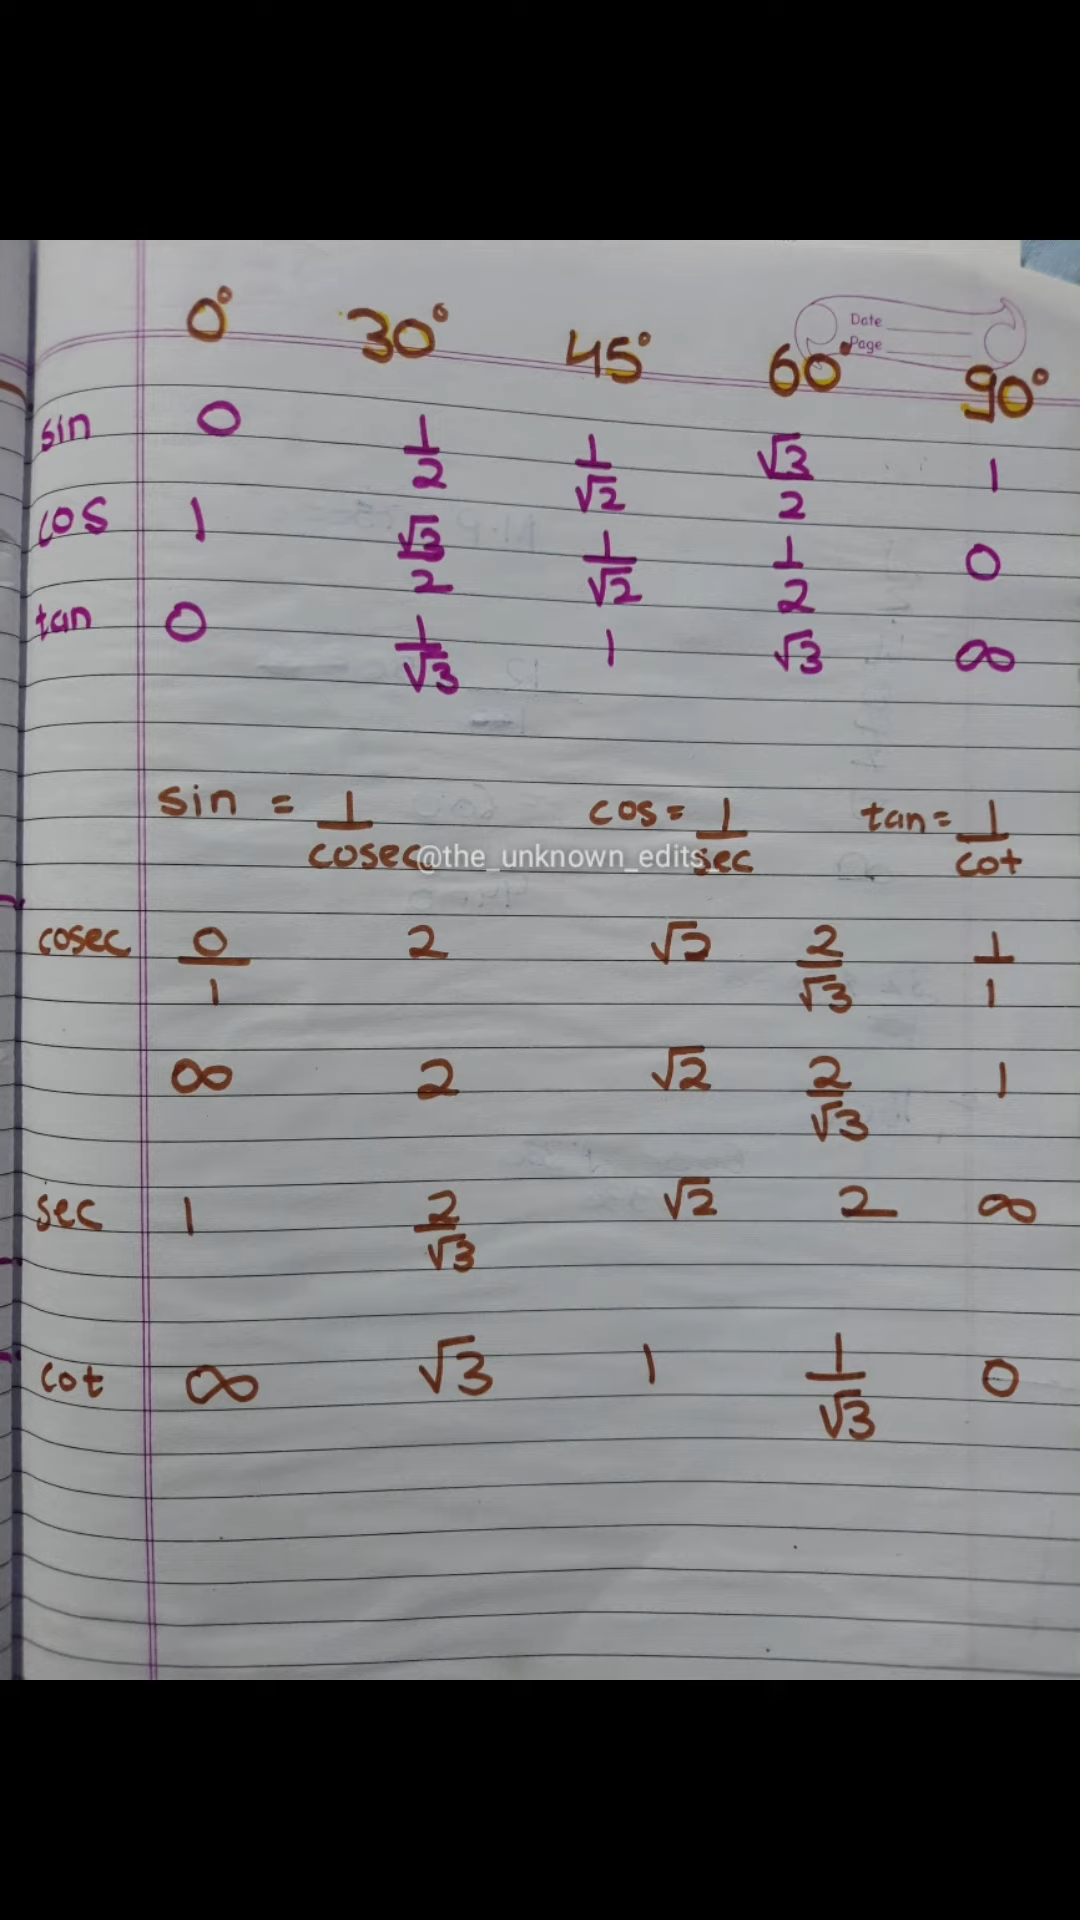 Date
Page
0° 30° 45° 60° 90°
sin 0 1/2 1/√2 √3/2 1
cos 1 √3/2 1/√2 1/2 0
tan 0 1/√3 1 √3 ∞
sin = 1/cosec cos = 1/sec tan = 1/cot
@the_unknown_edits_
cosec 0/1 2 √2 2/√3 1/1
∞ 2 √2 2/√3 1
sec 1 2/√3 √2 2 ∞
cot ∞ √3 1 1/√3 0